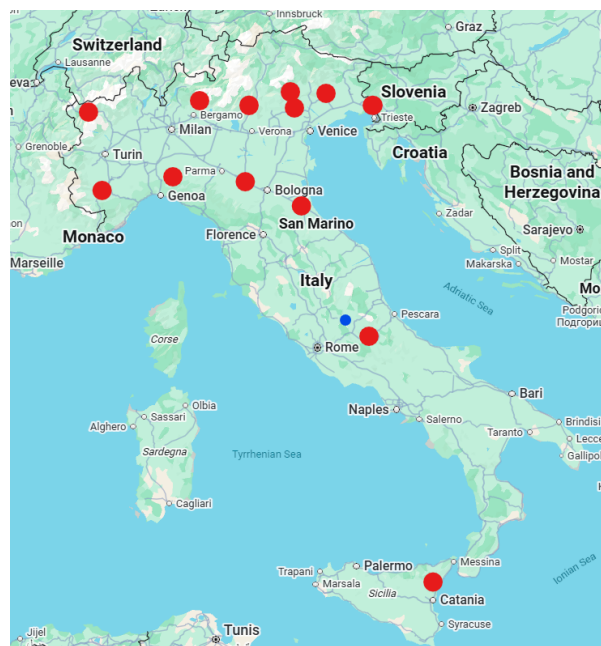 Innsbruck
Graz
Switzerland
Lausanne
Slovenia
Zagreb
Bergamo
Trieste
Milan
Verona
Venice
Grenoble
Turin
Croatia
Parma
Bosnia and
Herzegovina
Bologna
Genoa
San Marino
Zadar
Monaco
Florence
Sarajevo
Split
Marseille
Makarska
Mostar
Italy
Adriatic Sea
Podgori
Подгориц
Pescara
Corse
Rome
Bari
Olbia
Naples
Sassari
Salerno
Brindisi
Alghero
Taranto
Lecce
Sardegna
Tyrrhenian Sea
Gallipol
Cagliari
Ionian Sea
Palermo
Messina
Trapani
Marsala
Sicilia
Catania
Syracuse
Jijel
Tunis